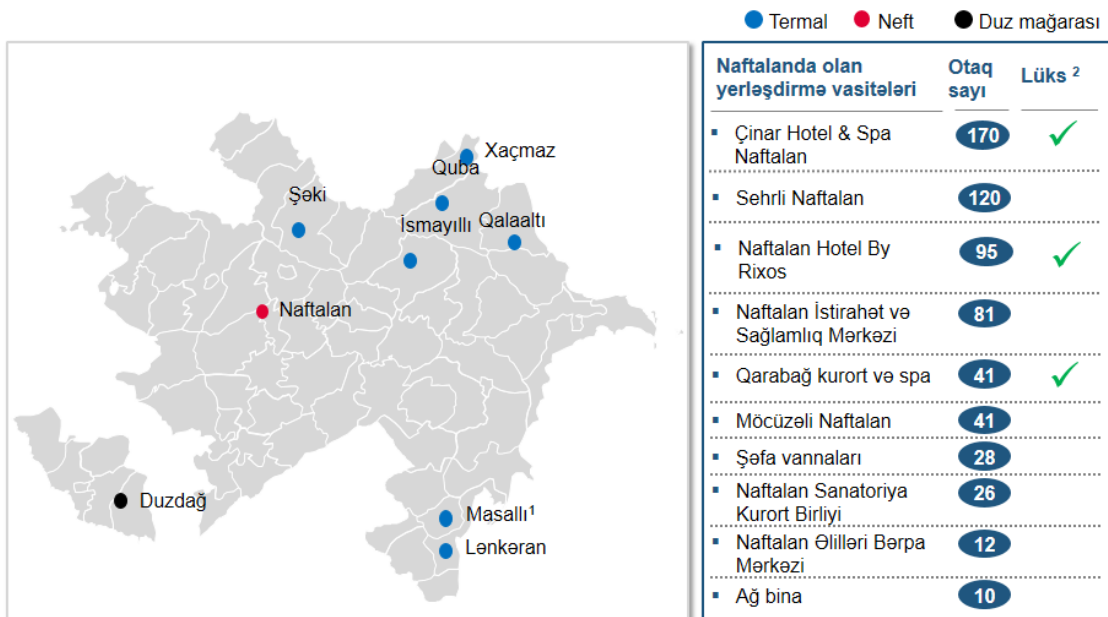 Termal
Neft
Duz mağarası
Xaçmaz
Quba
Şəki
İsmayıllı
Qalaaltı
Naftalan
Duzdağ
Masallı¹
Lənkəran
Naftalanda olan
yerləşdirmə vasitələri
Otaq
sayı
Lüks ²
Çinar Hotel & Spa
Naftalan
170
Sehrli Naftalan
120
Naftalan Hotel By
Rixos
95
Naftalan İstirahət və
Sağlamlıq Mərkəzi
81
Qarabağ kurort və spa
41
Möcüzəli Naftalan
41
Şəfa vannaları
28
Naftalan Sanatoriya
Kurort Birliyi
26
Naftalan Əlilləri Bərpa
Mərkəzi
12
Ağ bina
10